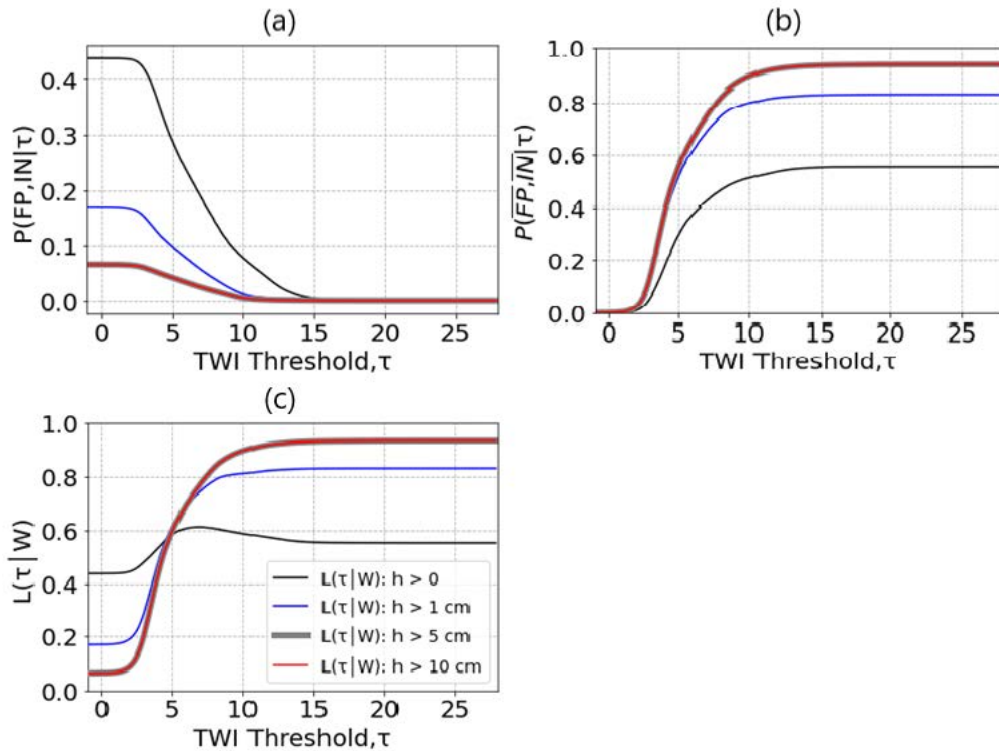 (a)
P(FP,IN|τ)
0.4
0.3
0.2
0.1
0.0
0 5 10 15 20 25
TWI Threshold,τ
(b)
P(F̅P̅,I̅N̅|τ)
1.0
0.8
0.6
0.4
0.2
0.0
0 5 10 15 20 25
TWI Threshold,τ
(c)
L(τ|W)
1.0
0.8
0.6
0.4
0.2
0.0
L(τ|W): h > 0
L(τ|W): h > 1 cm
L(τ|W): h > 5 cm
L(τ|W): h > 10 cm
0 5 10 15 20 25
TWI Threshold,τ